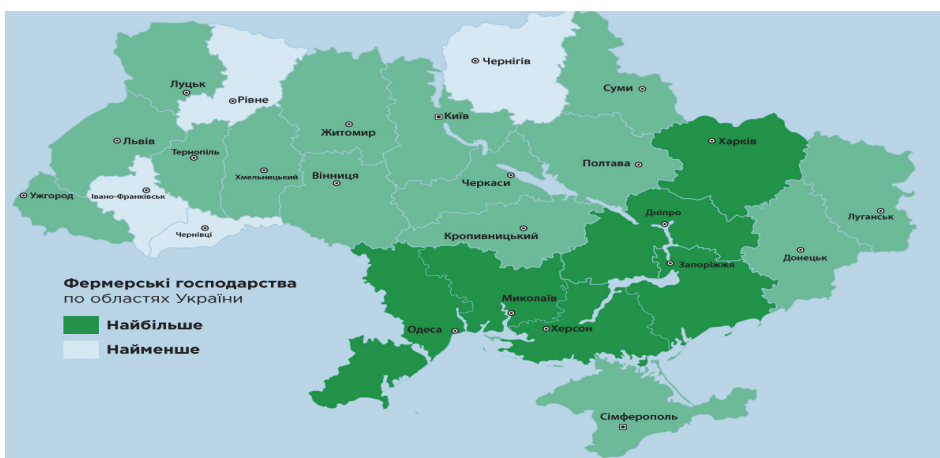 Чернігів
Луцьк
Рівне
Суми
Київ
Житомир
Харків
Львів
Тернопіль
Хмельницький
Вінниця
Черкаси
Полтава
Ужгород
Івано-Франківськ
Чернівці
Кропивницький
Дніпро
Луганськ
Донецьк
Запоріжжя
Фермерські господарства
по областях України
Найбільше
Найменше
Миколаїв
Одеса
Херсон
Сімферополь